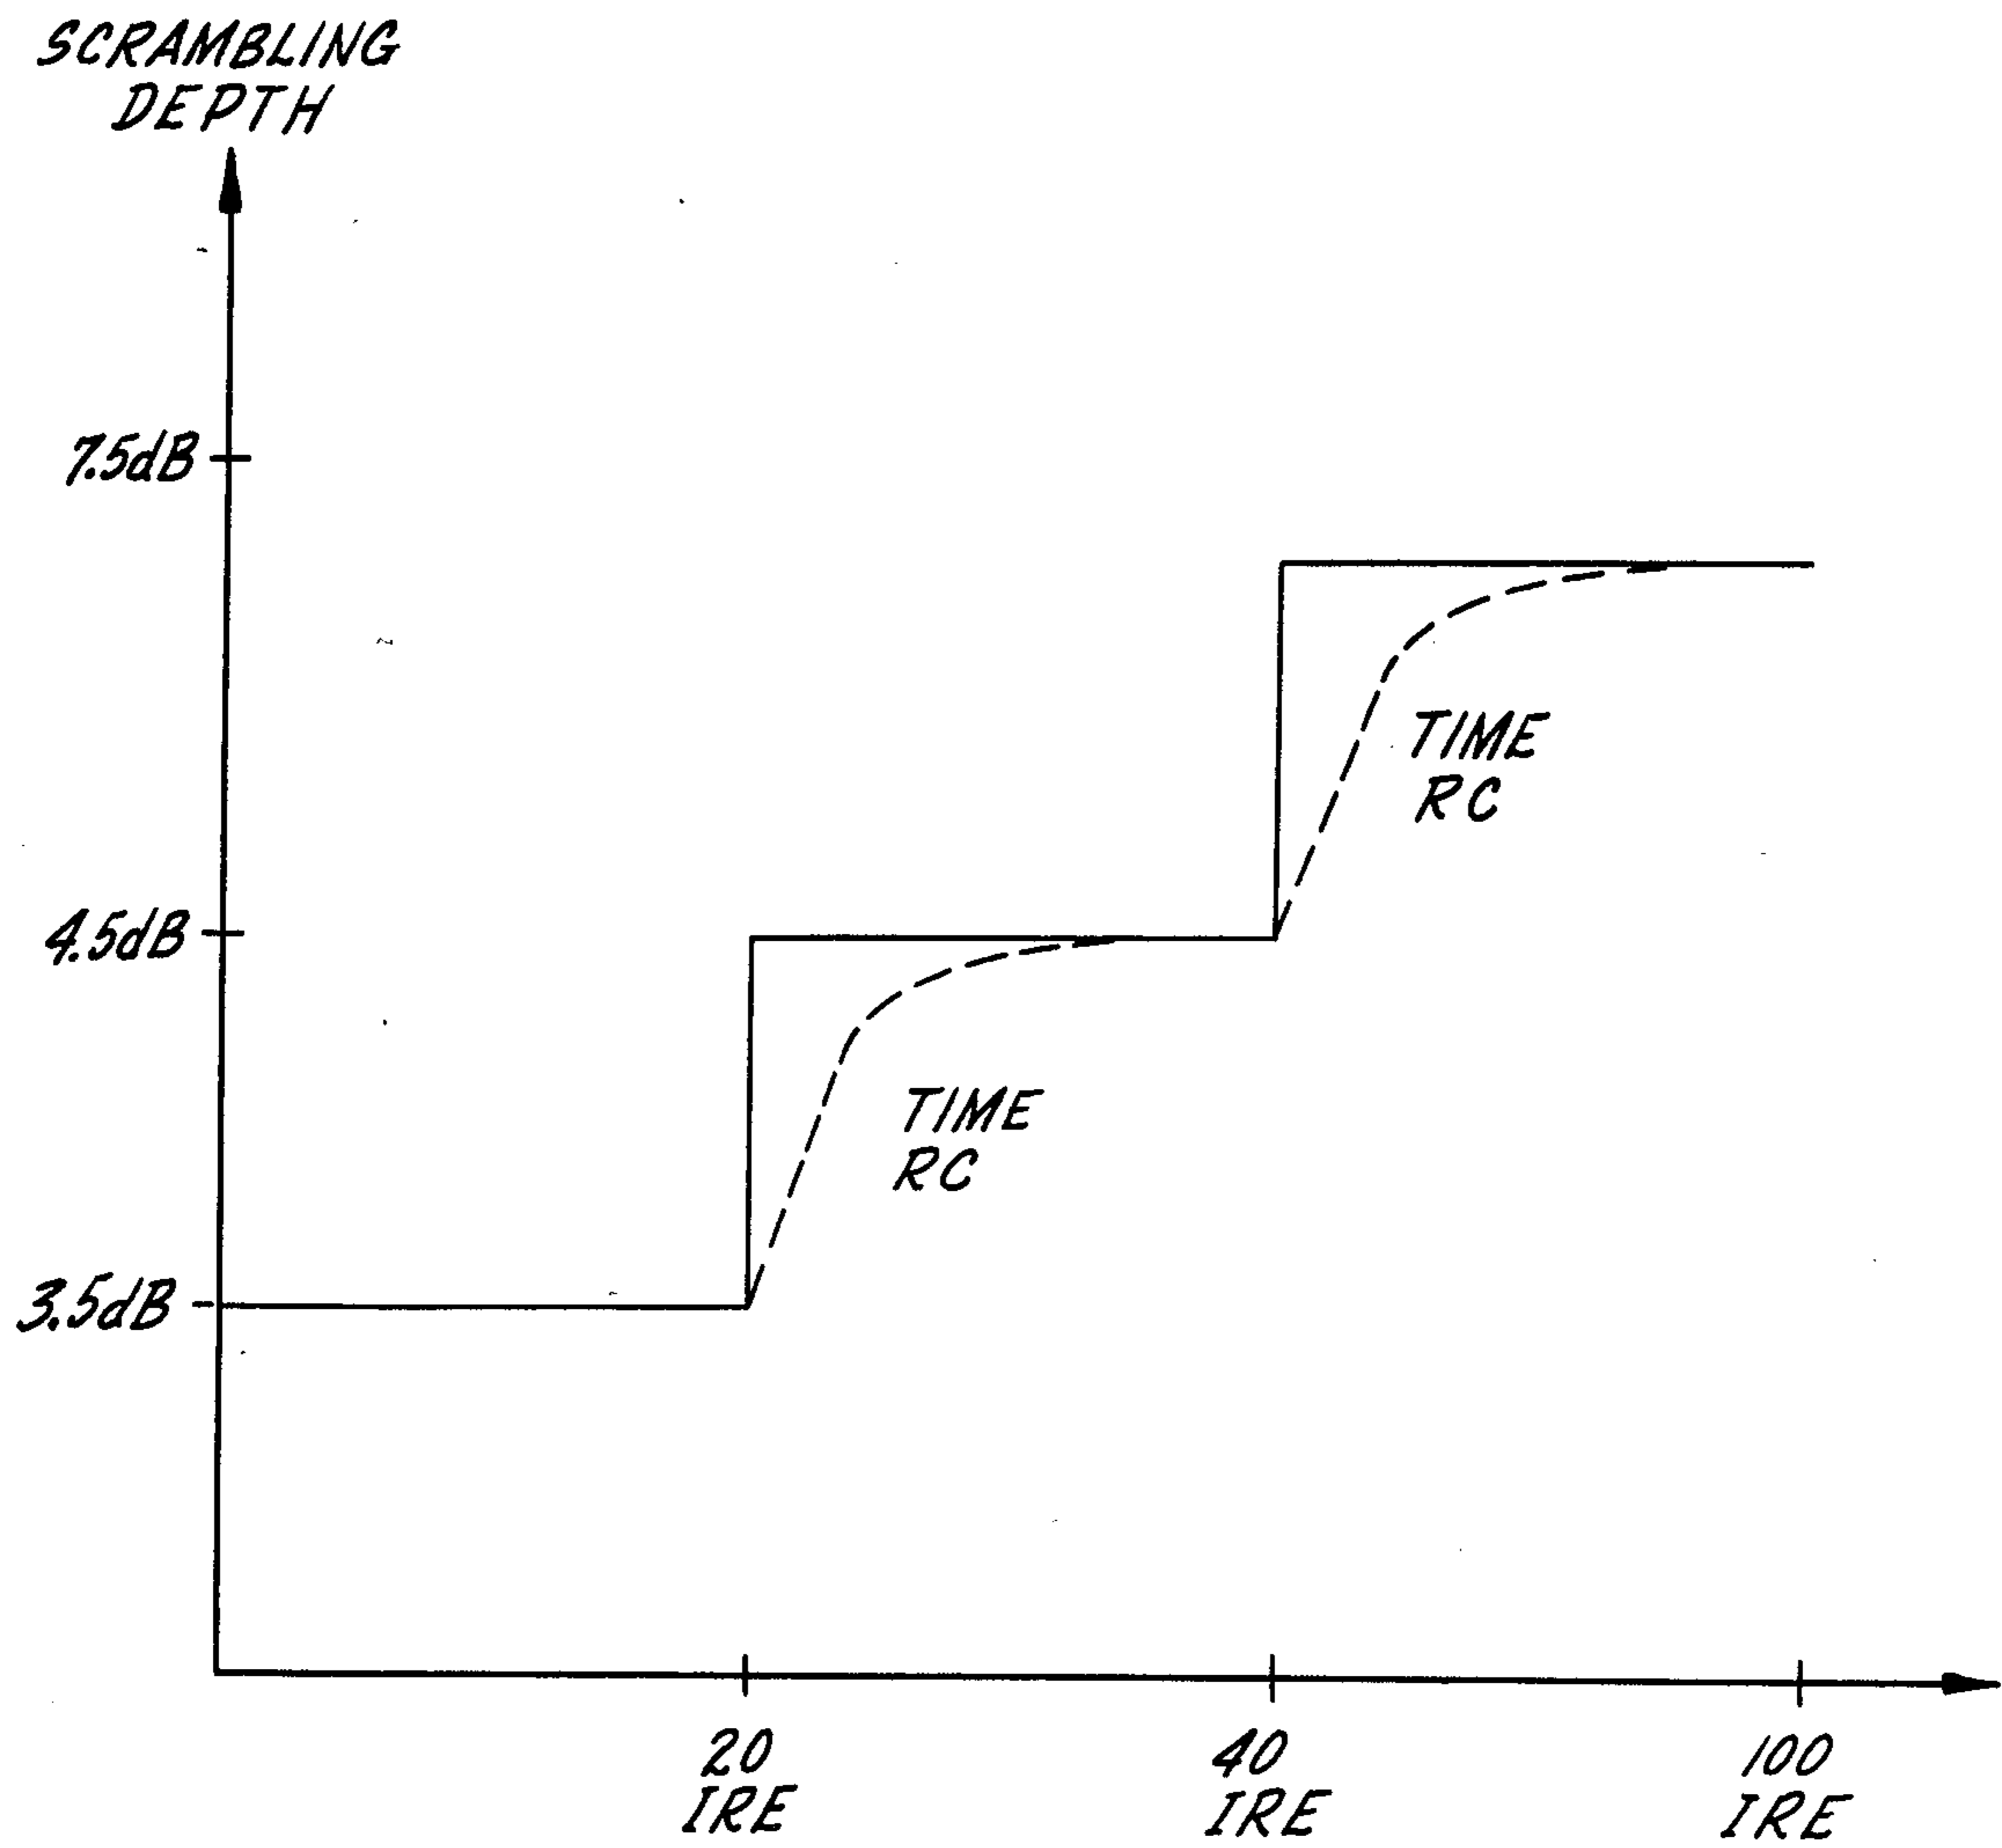 SCRAMBLING
DEPTH
7.5dB
4.5dB
3.5dB
TIME
RC
TIME
RC
20
IRE
40
IRE
100
IRE